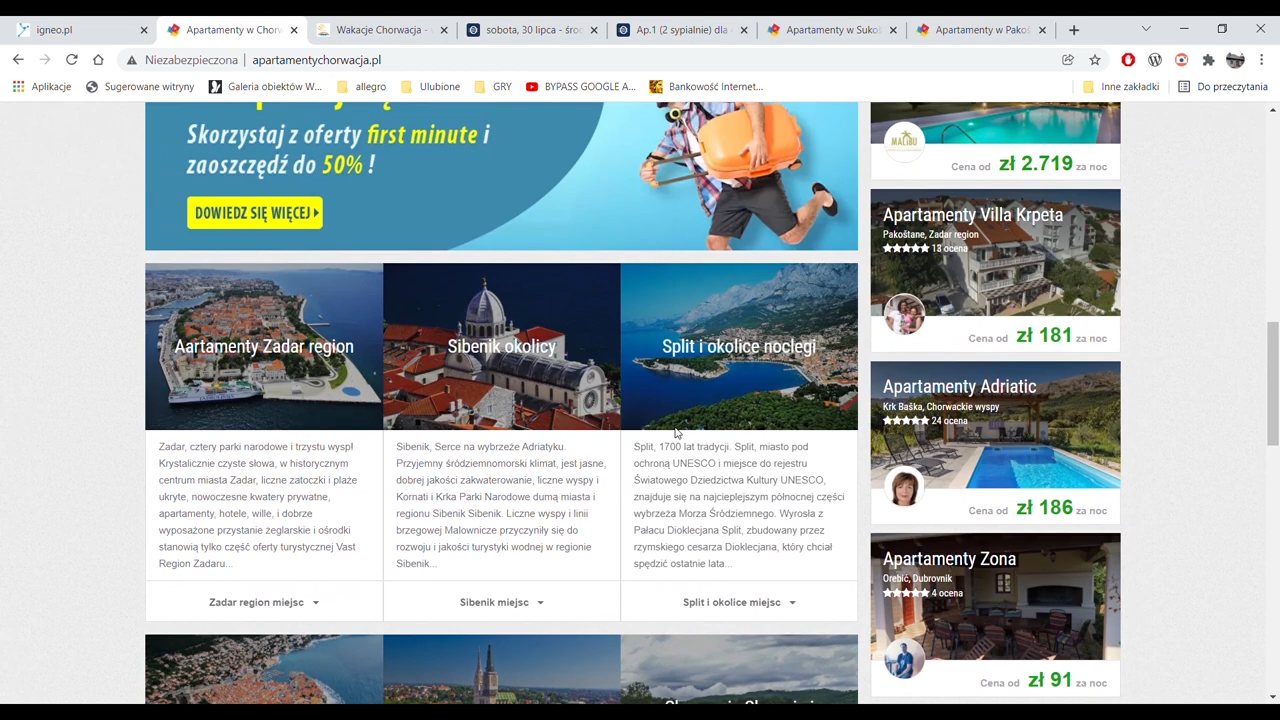 igneo.pl
Apartamenty w Chorw
Wakacje Chorwacja -
sobota, 30 lipca - śro
Ap.1 (2 sypialnie) dla
Apartamenty w Suko
Apartamenty w Pako
Niezabezpieczona
apartamentychorwacja.pl
Aplikacje
Sugerowane witryny
Galeria obiektów W...
allegro
Ulubione
GRY
BYPASS GOOGLE A...
Bankowość Internet...
Inne zakładki
Do przeczytania
Skorzystaj z oferty first minute i
zaoszczędź do 50% !
DOWIEDZ SIĘ WIĘCEJ
Aartamenty Zadar region
Zadar, cztery parki narodowe i trzystu wysp!
Krystalicznie czyste słowa, w historycznym
centrum miasta Zadar, liczne zatoczki i plaże
ukryte, nowoczesne kwatery prywatne,
apartamenty, hotele, wille, i dobrze
wyposażone przystanie żeglarskie i ośrodki
stanowią tylko część oferty turystycznej Vast
Region Zadaru...
Zadar region miejsc
Sibenik okolicy
Sibenik, Serce na wybrzeże Adriatyku.
Przyjemny śródziemnomorski klimat, jest jasne,
dobrej jakości zakwaterowanie, liczne wyspy i
Kornati i Krka Parki Narodowe dumą miasta i
regionu Sibenik Sibenik. Liczne wyspy i linii
brzegowej Malownicze przyczyniły się do
rozwoju i jakości turystyki wodnej w regionie
Sibenik...
Sibenik miejsc
Split i okolice noclegi
Split, 1700 lat tradycji. Split, miasto pod
ochroną UNESCO i miejsce do rejestru
Światowego Dziedzictwa Kultury UNESCO,
znajduje się na najcieplejszym północnej części
wybrzeża Morza Śródziemnego. Wyrosła z
Pałacu Dioklecjana Split, zbudowany przez
rzymskiego cesarza Dioklecjana, który chciał
spędzić ostatnie lata...
Split i okolice miejsc
MALIBU
Cena od zł 2.719 za noc
Apartamenty Villa Krpeta
Pakoštane, Zadar region
13 ocena
Cena od zł 181 za noc
Apartamenty Adriatic
Krk Baška, Chorwackie wyspy
24 ocena
Cena od zł 186 za noc
Apartamenty Zona
Orebić, Dubrovnik
4 ocena
Cena od zł 91 za noc